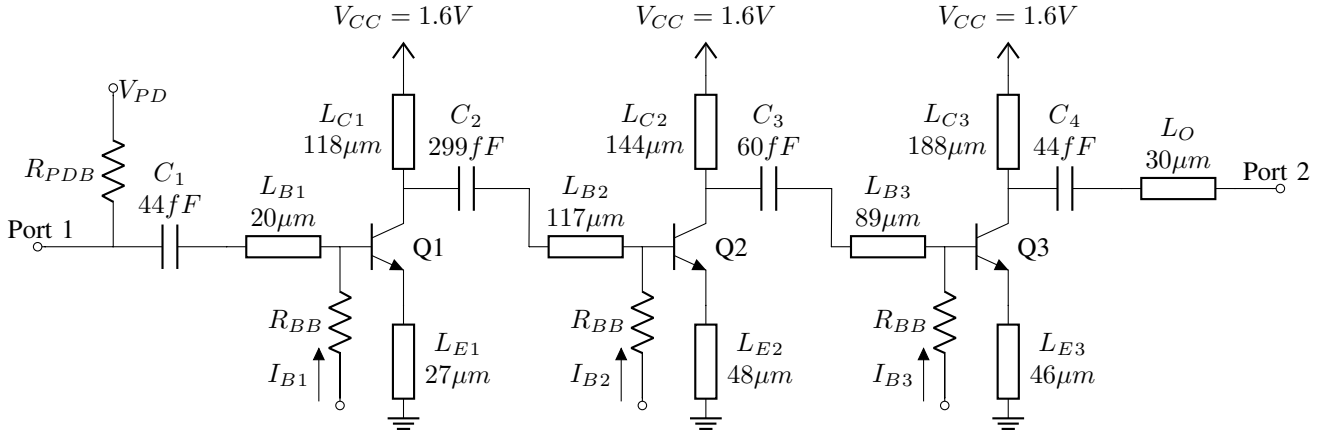 V_{CC} = 1.6V V_{CC} = 1.6V V_{CC} = 1.6V
V_{PD}
L_{C1} C_2 L_{C2} C_3 L_{C3} C_4 L_O
118μm 299fF 144μm 60fF 188μm 44fF 30μm
R_{PDB} C_1 L_{B1} L_{B2} L_{B3} Port 2
44fF 20μm 117μm 89μm
Port 1 Q1 Q2 Q3
R_{BB} R_{BB} R_{BB}
L_{E1} L_{E2} L_{E3}
I_{B1} 27μm I_{B2} 48μm I_{B3} 46μm